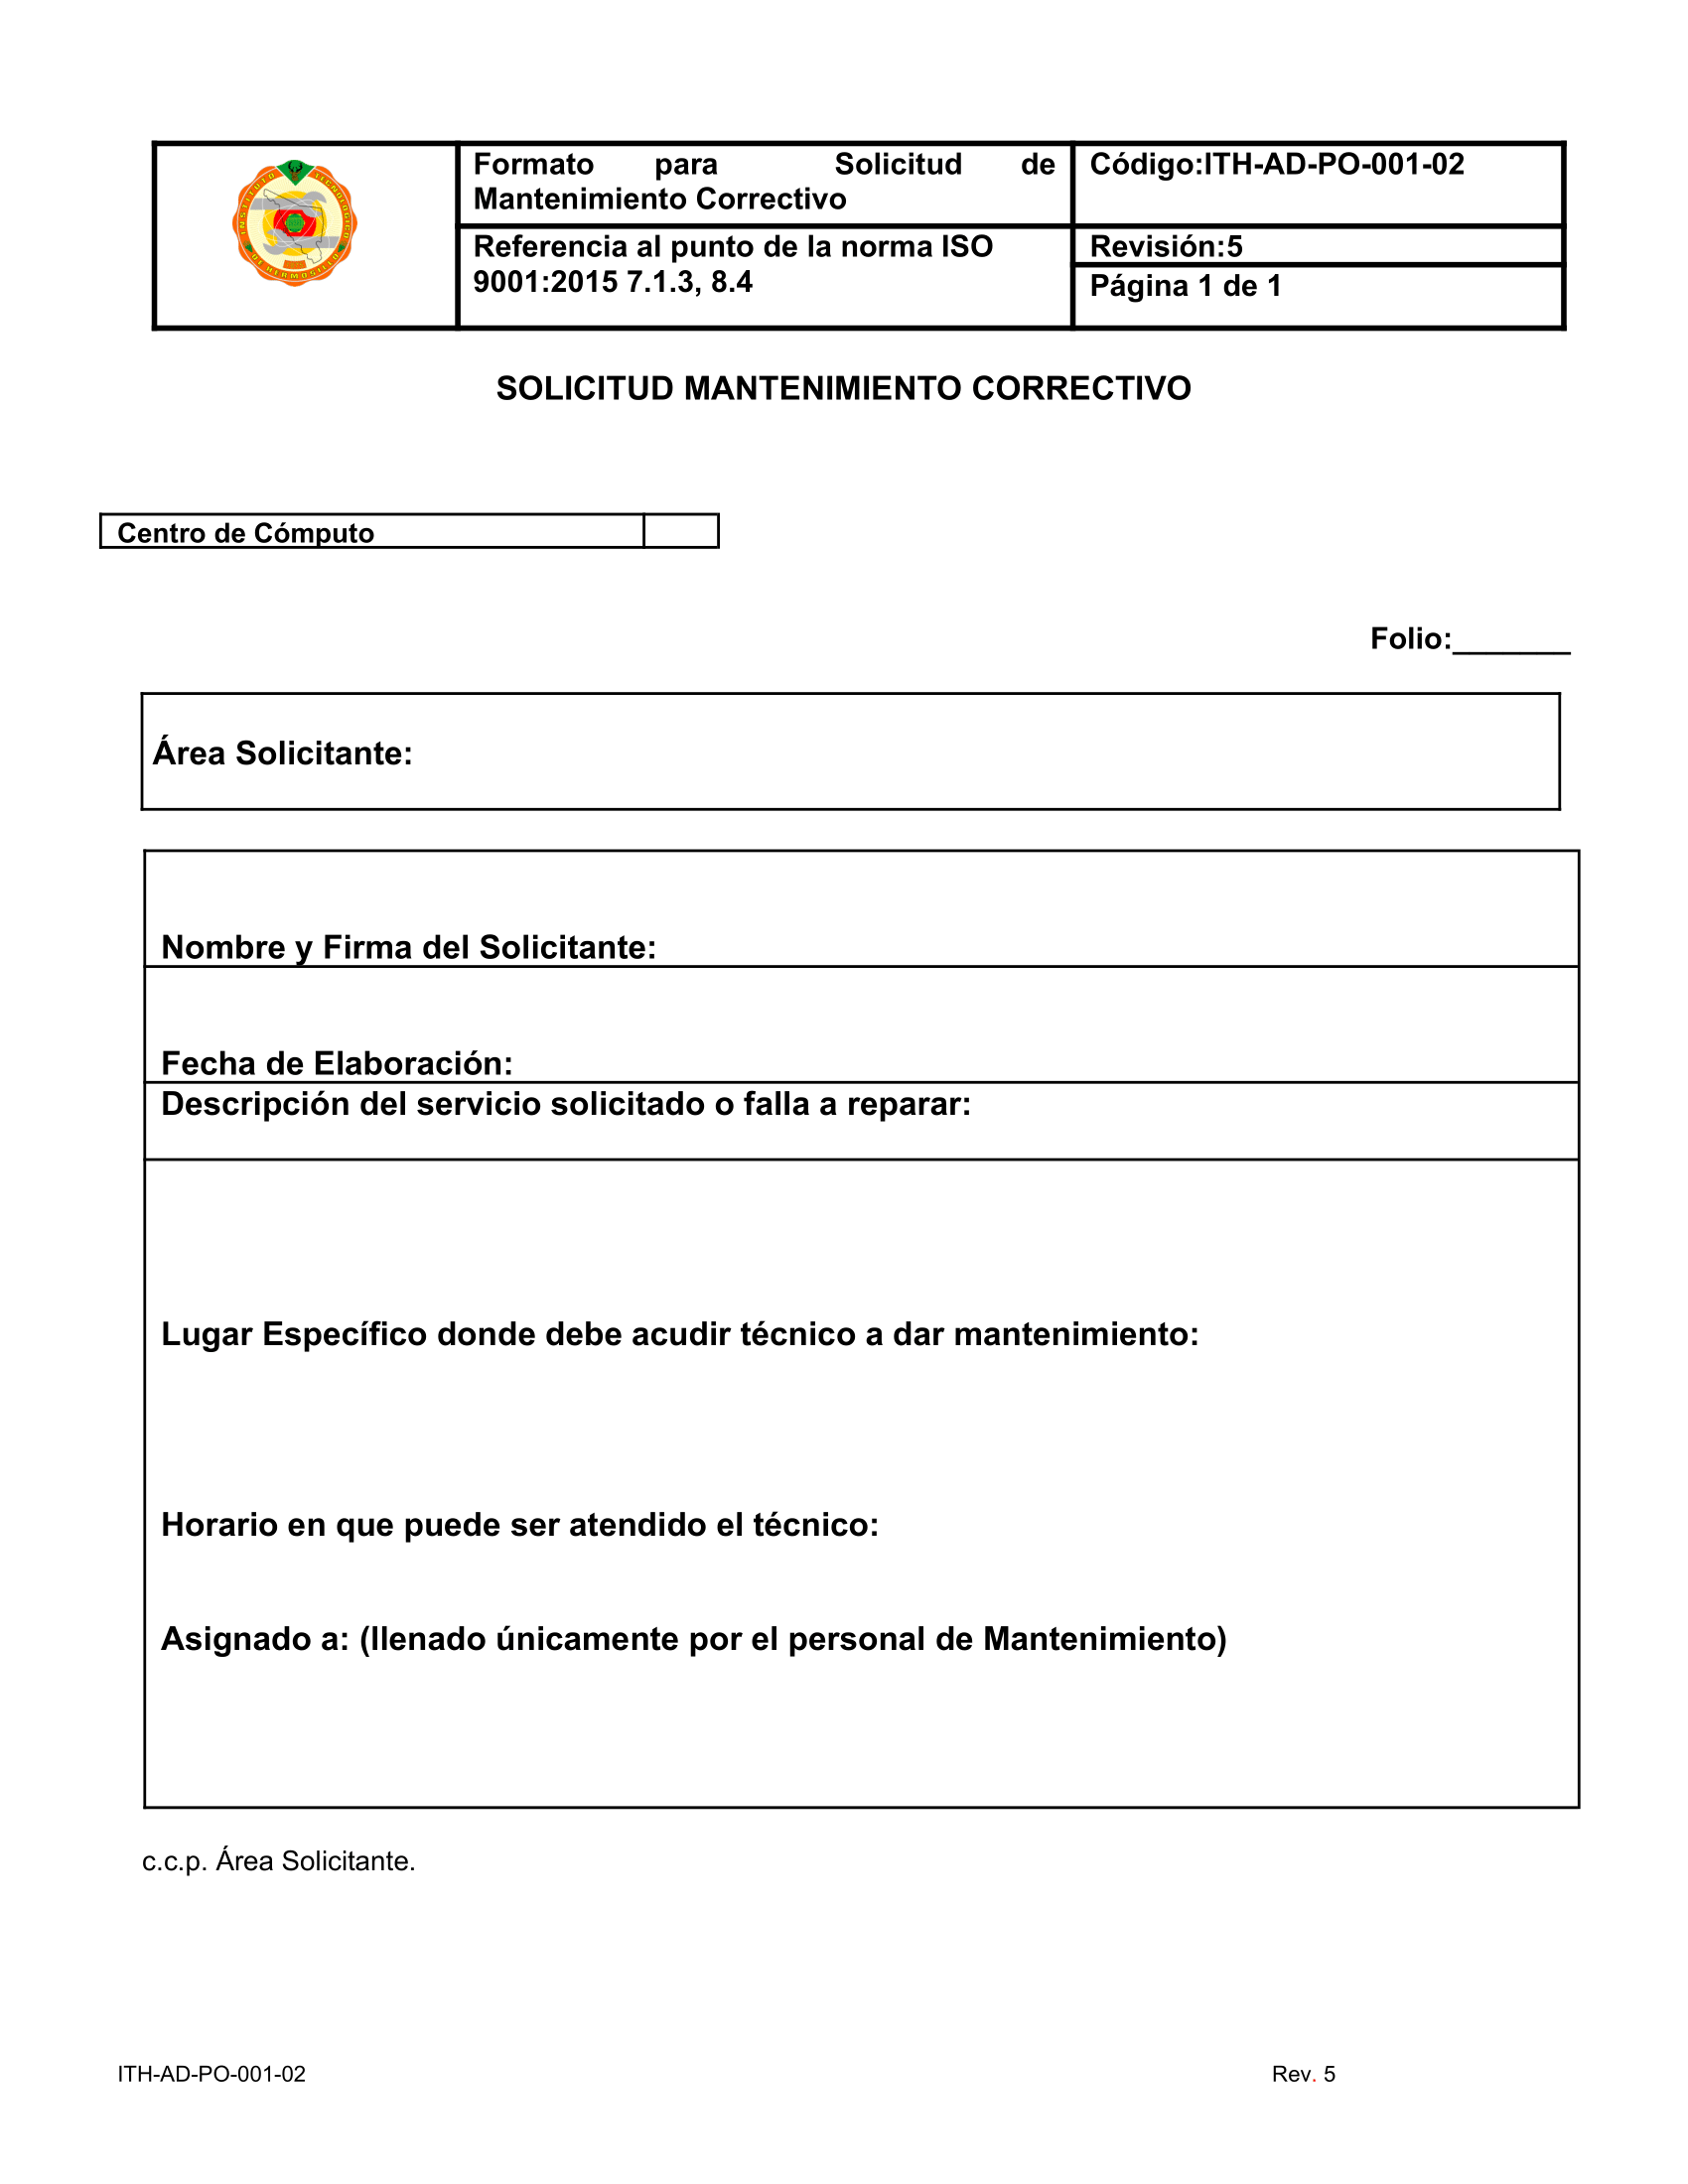 INSTITUTO TECNOLOGICO
DE HERMOSILLO
Formato para Solicitud de
Mantenimiento Correctivo
Código:ITH-AD-PO-001-02
Referencia al punto de la norma ISO
9001:2015 7.1.3, 8.4
Revisión:5
Página 1 de 1
SOLICITUD MANTENIMIENTO CORRECTIVO
Centro de Cómputo
Folio:_______
Área Solicitante:
Nombre y Firma del Solicitante:
Fecha de Elaboración:
Descripción del servicio solicitado o falla a reparar:
Lugar Específico donde debe acudir técnico a dar mantenimiento:
Horario en que puede ser atendido el técnico:
Asignado a: (llenado únicamente por el personal de Mantenimiento)
c.c.p. Área Solicitante.
ITH-AD-PO-001-02
Rev. 5